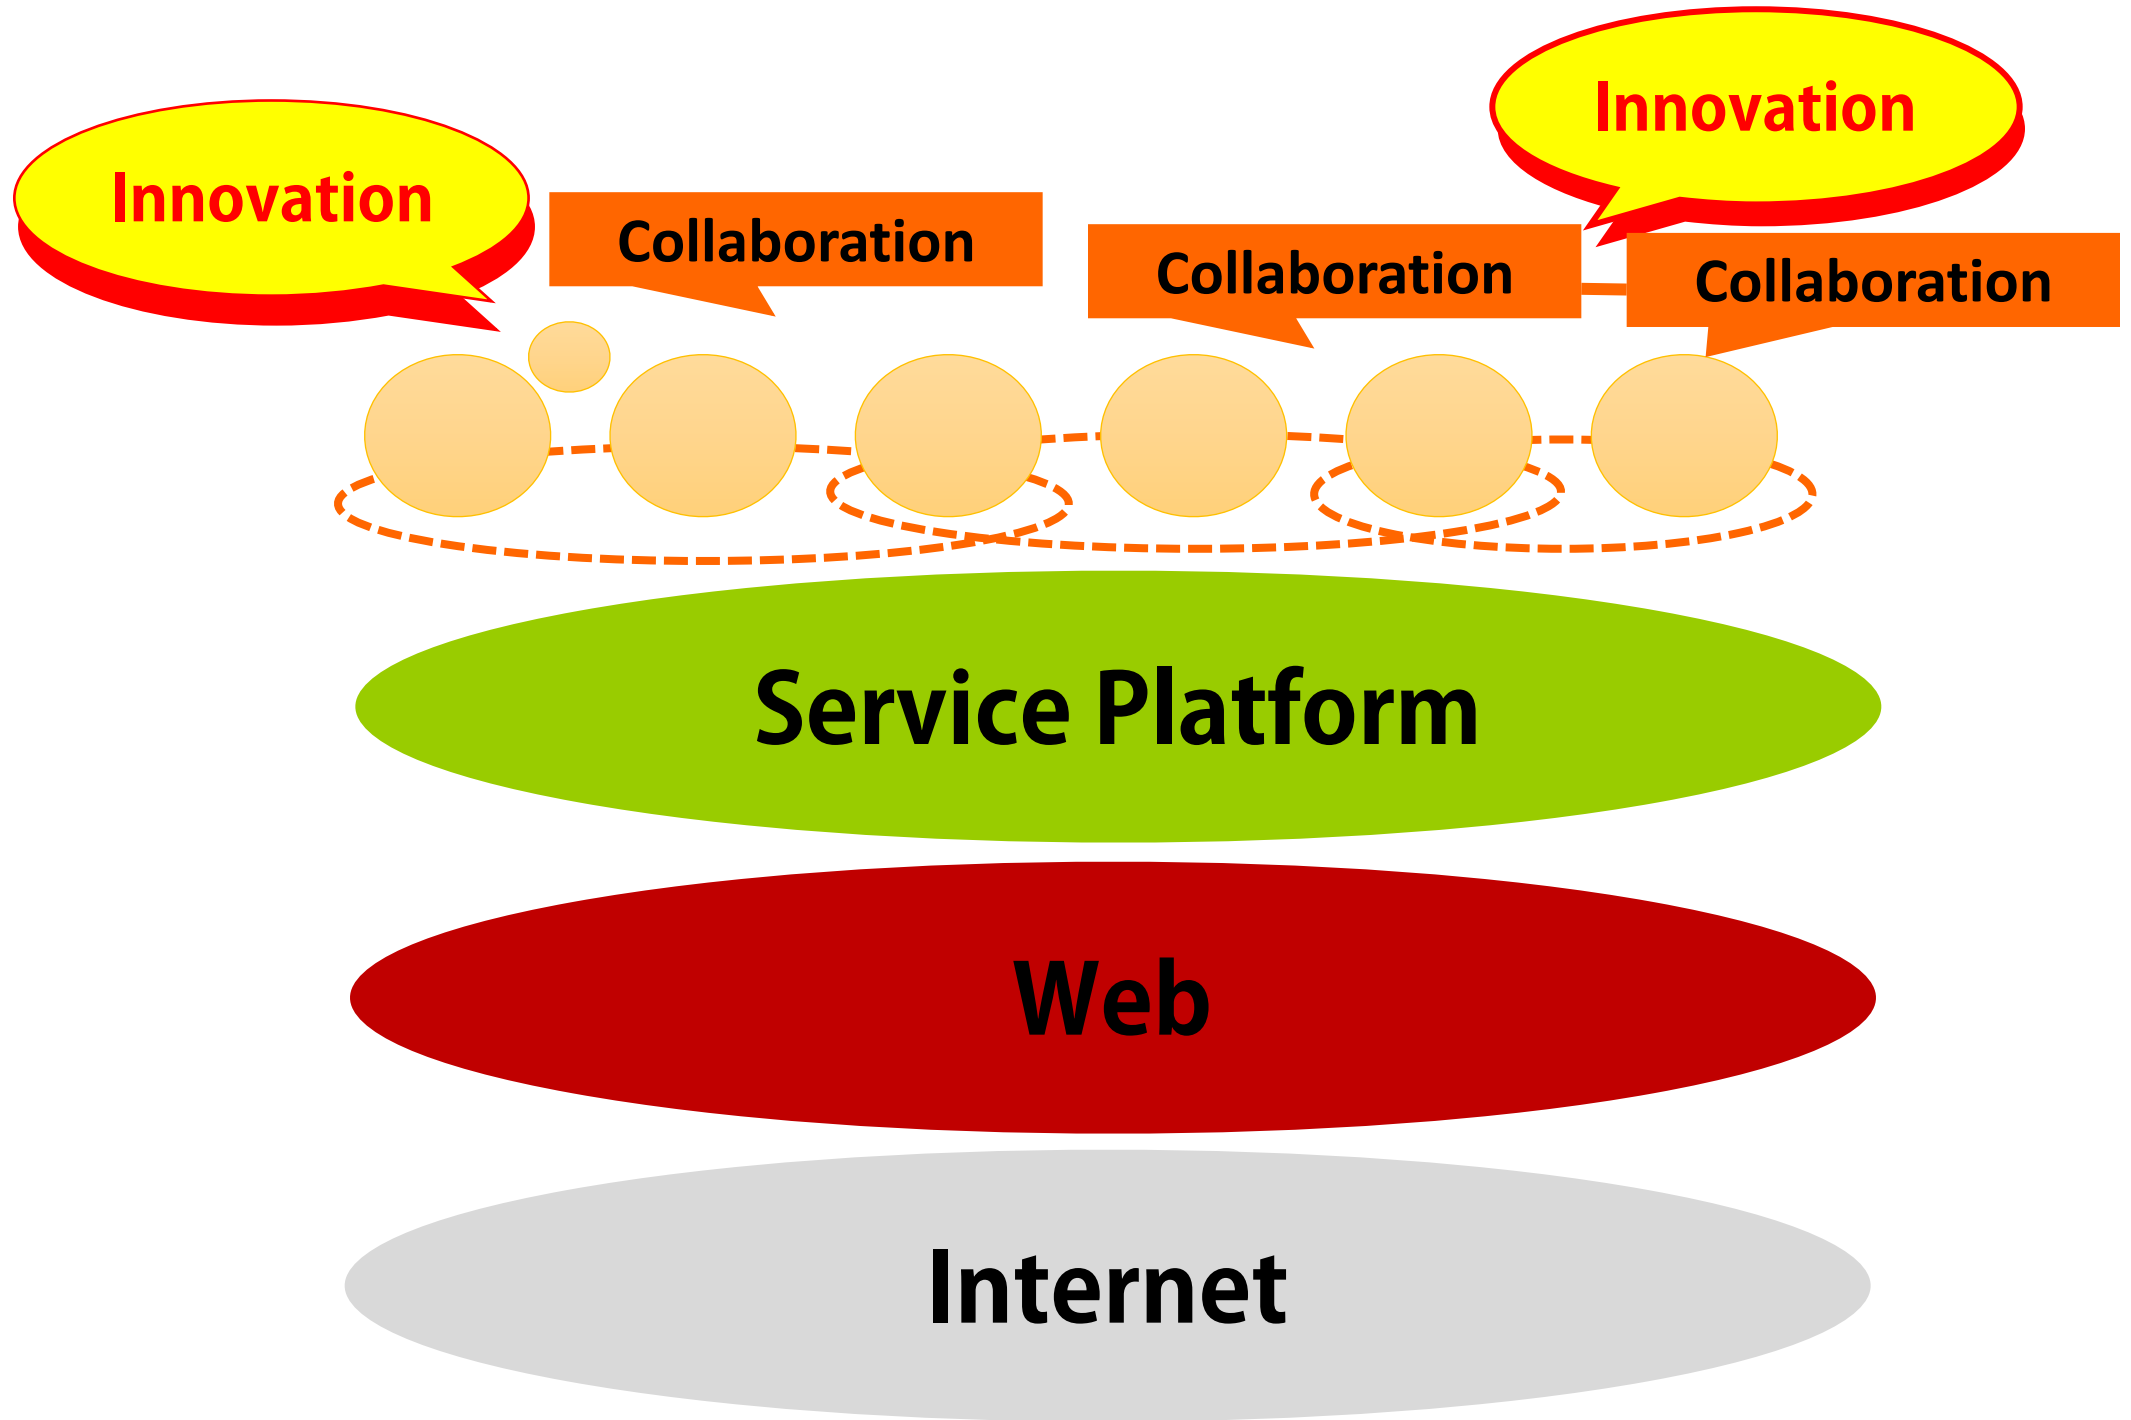 Innovation
Innovation
Collaboration
Collaboration
Collaboration
Service Platform
Web
Internet